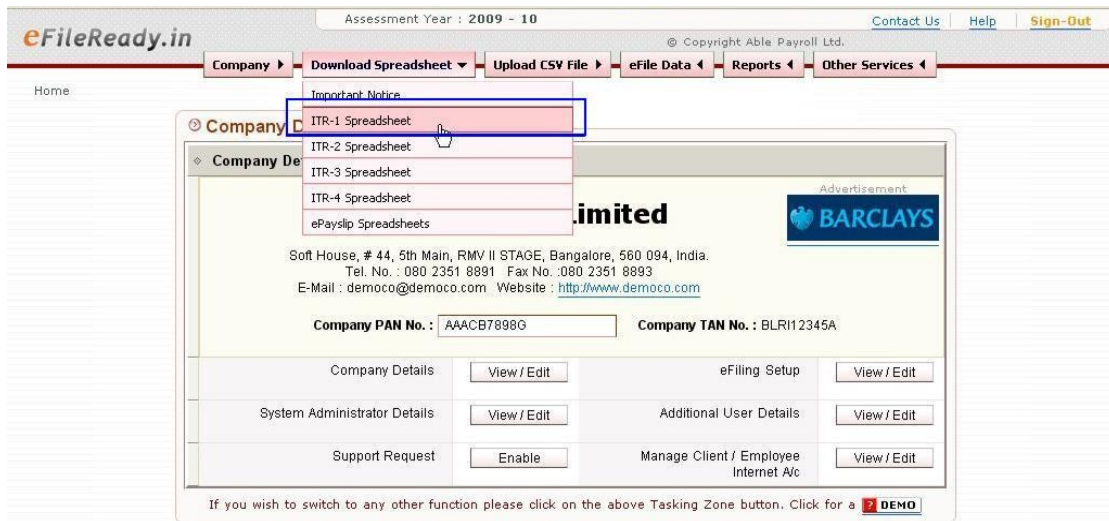 Assessment Year : 2009 - 10
Contact Us Help Sign-Out
eFileReady.in
© Copyright Able Payroll Ltd.
Company Download Spreadsheet Upload CSV File eFile Data Reports Other Services
Home
Important Notice
ITR-1 Spreadsheet
Company D
ITR-2 Spreadsheet
Company De
ITR-3 Spreadsheet
ITR-4 Spreadsheet
Advertisement
ePayslip Spreadsheets
imited
BARCLAYS
Soft House, # 44, 5th Main, RMV II STAGE, Bangalore, 560 094, India.
Tel. No. : 080 2351 8891 Fax No. :080 2351 8893
E-Mail : democo@democo.com Website : http://www.democo.com
Company PAN No. : AAACB7898G Company TAN No. : BLRI12345A
Company Details View / Edit eFiling Setup View / Edit
System Administrator Details View / Edit Additional User Details View / Edit
Support Request Enable Manage Client / Employee Internet A/c View / Edit
If you wish to switch to any other function please click on the above Tasking Zone button. Click for a ? DEMO